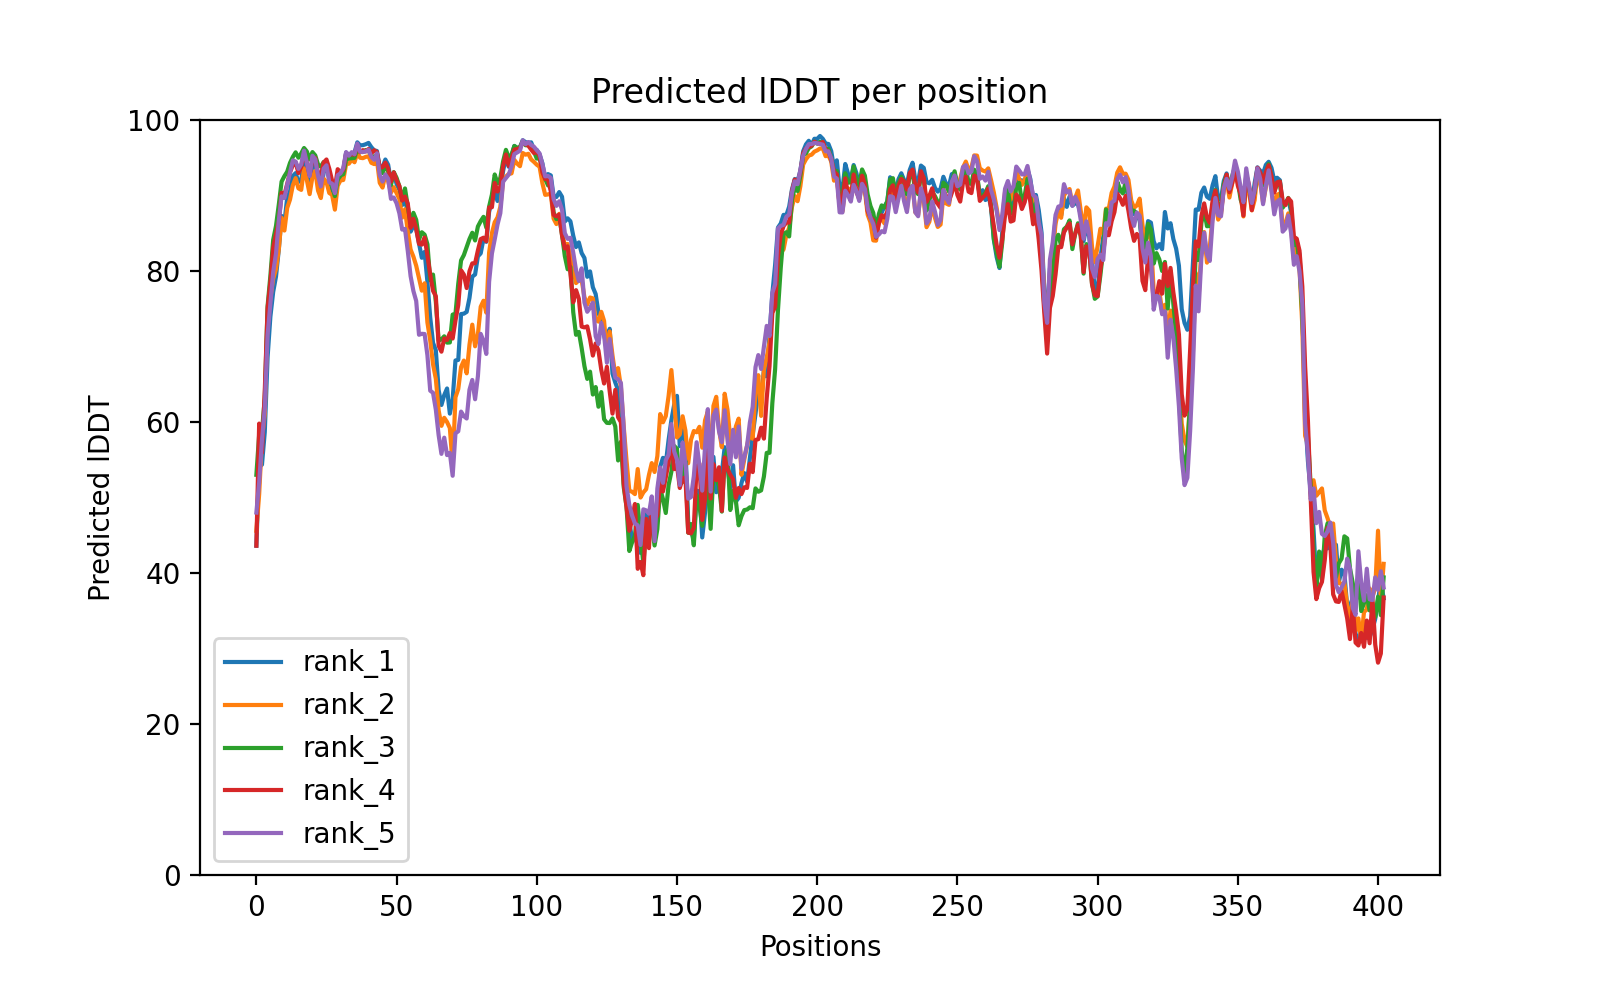 Predicted lDDT per position
100
80
60
40
20
0
Predicted lDDT
rank_1
rank_2
rank_3
rank_4
rank_5
0 50 100 150 200 250 300 350 400
Positions